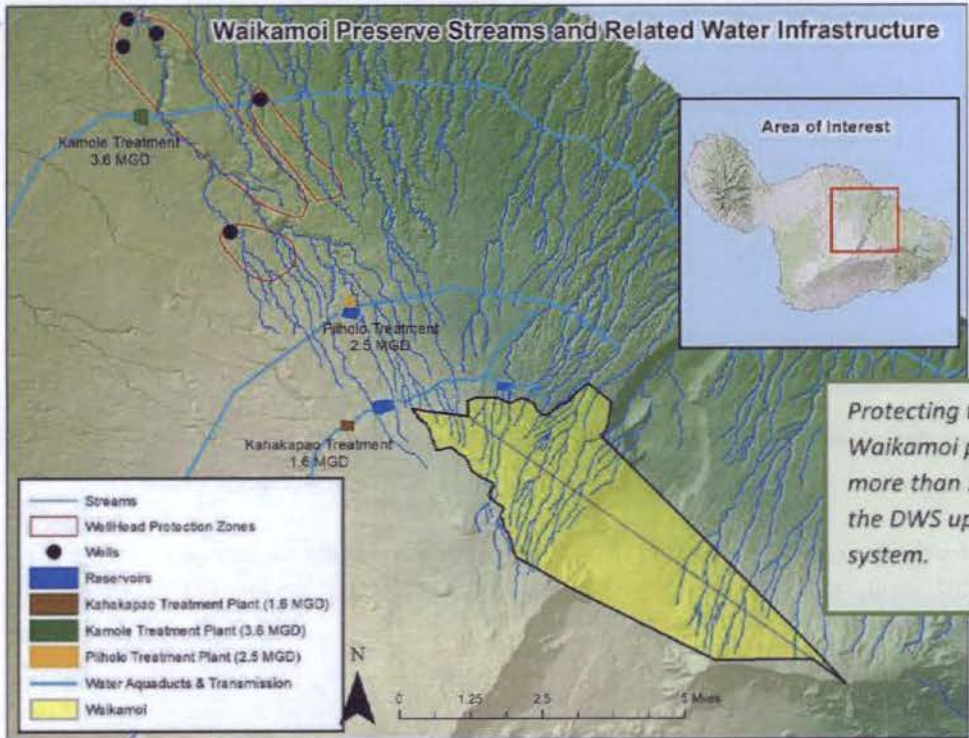 Waikamoi Preserve Streams and Related Water Infrastructure
Area of Interest
Kamole Treatment
3.6 MGD
Piiholo Treatment
2.5 MGD
Kahakapao Treatment
1.6 MGD
Protecting
Waikamoi
more than
the DWS up
system.
Streams
WellHead Protection Zones
Wells
Reservoirs
Kahakapao Treatment Plant (1.6 MGD)
Kamole Treatment Plant (3.6 MGD)
Piiholo Treatment Plant (2.5 MGD)
Water Aquaducts & Transmission
Waikamoi
N
0 1.25 2.5 5 Miles